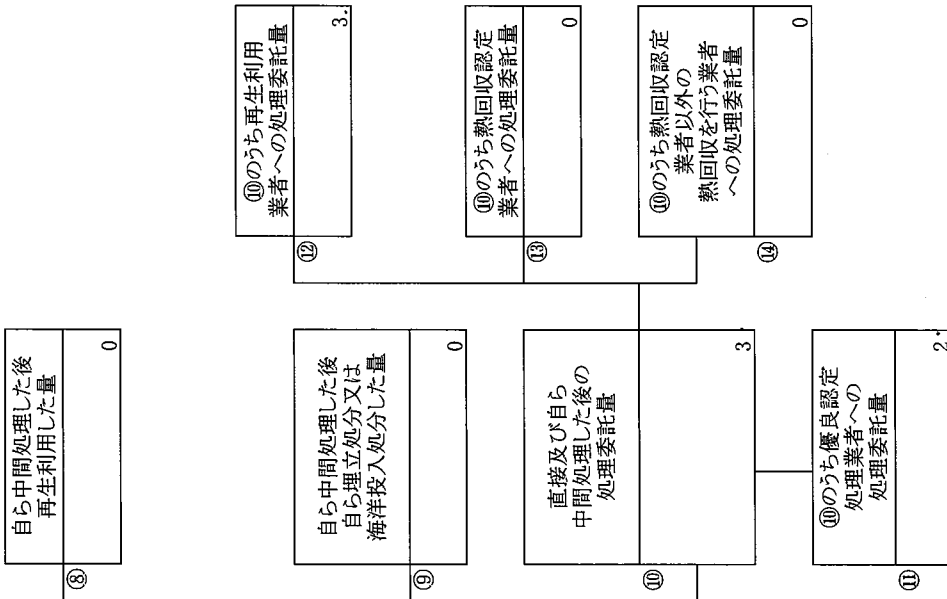 ⑧
自ら中間処理した後
再生利用した量
0
⑨
自ら中間処理した後
自ら埋立処分又は
海洋投入処分した量
0
⑩
直接及び自ら
中間処理した後の
処理委託量
3
⑪
⑩のうち優良認定
処理業者への
処理委託量
2.
⑫
⑩のうち再生利用
業者への処理委託量
3.
⑬
⑩のうち熱回収認定
業者への処理委託量
0
⑭
⑩のうち熱回収認定
業者以外の
熱回収を行う業者
への処理委託量
0